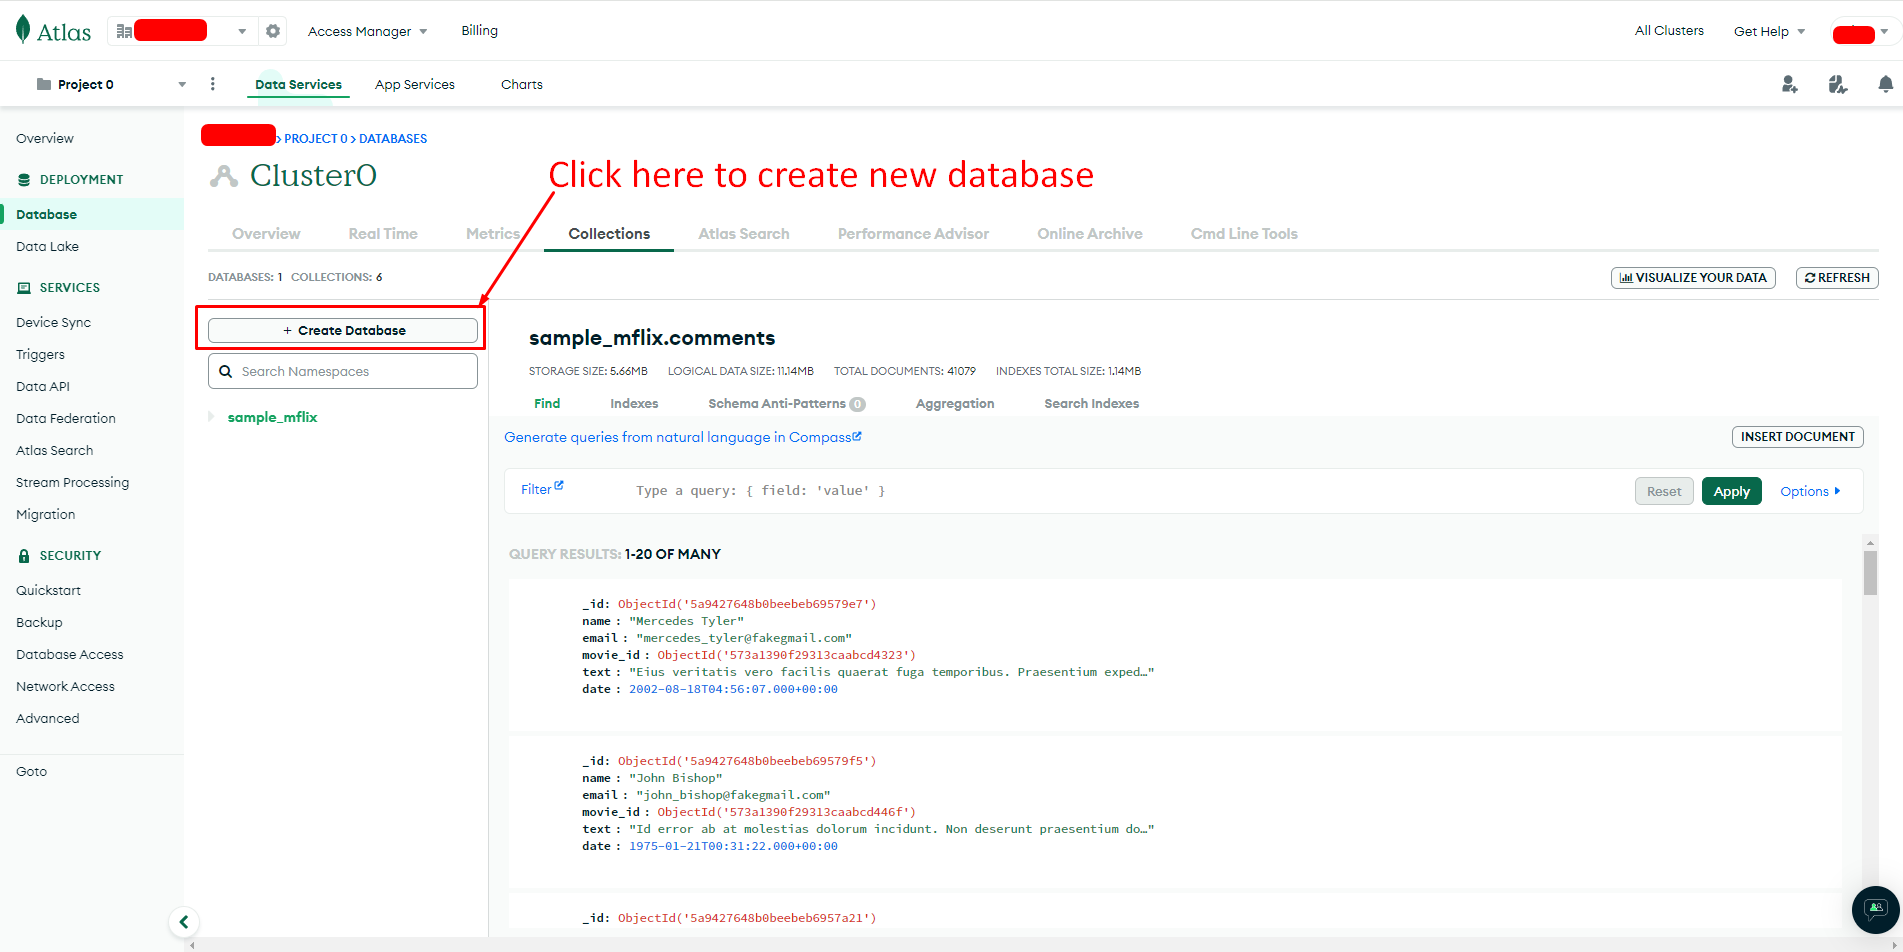 Atlas
Access Manager
Billing
All Clusters
Get Help
Project 0
Data Services
App Services
Charts
Overview
DEPLOYMENT
Database
Data Lake
SERVICES
Device Sync
Triggers
Data API
Data Federation
Atlas Search
Stream Processing
Migration
SECURITY
Quickstart
Backup
Database Access
Network Access
Advanced
Goto
> PROJECT 0 > DATABASES
Cluster0
Click here to create new database
Overview
Real Time
Metrics
Collections
Atlas Search
Performance Advisor
Online Archive
Cmd Line Tools
DATABASES: 1 COLLECTIONS: 6
VISUALIZE YOUR DATA
REFRESH
+ Create Database
Search Namespaces
sample_mflix
sample_mflix.comments
STORAGE SIZE: 5.66MB LOGICAL DATA SIZE: 11.14MB TOTAL DOCUMENTS: 41079 INDEXES TOTAL SIZE: 1.14MB
Find
Indexes
Schema Anti-Patterns 0
Aggregation
Search Indexes
Generate queries from natural language in Compass
INSERT DOCUMENT
Filter
Type a query: { field: 'value' }
Reset
Apply
Options
QUERY RESULTS: 1-20 OF MANY
_id: ObjectId('5a9427648b0beebeb69579e7')
name : "Mercedes Tyler"
email : "mercedes_tyler@fakegmail.com"
movie_id : ObjectId('573a1390f29313caabcd4323')
text : "Eius veritatis vero facilis quaerat fuga temporibus. Praesentium exped…"
date : 2002-08-18T04:56:07.000+00:00
_id: ObjectId('5a9427648b0beebeb69579f5')
name : "John Bishop"
email : "john_bishop@fakegmail.com"
movie_id : ObjectId('573a1390f29313caabcd446f')
text : "Id error ab at molestias dolorum incidunt. Non deserunt praesentium do…"
date : 1975-01-21T00:31:22.000+00:00
_id: ObjectId('5a9427648b0beebeb6957a21')